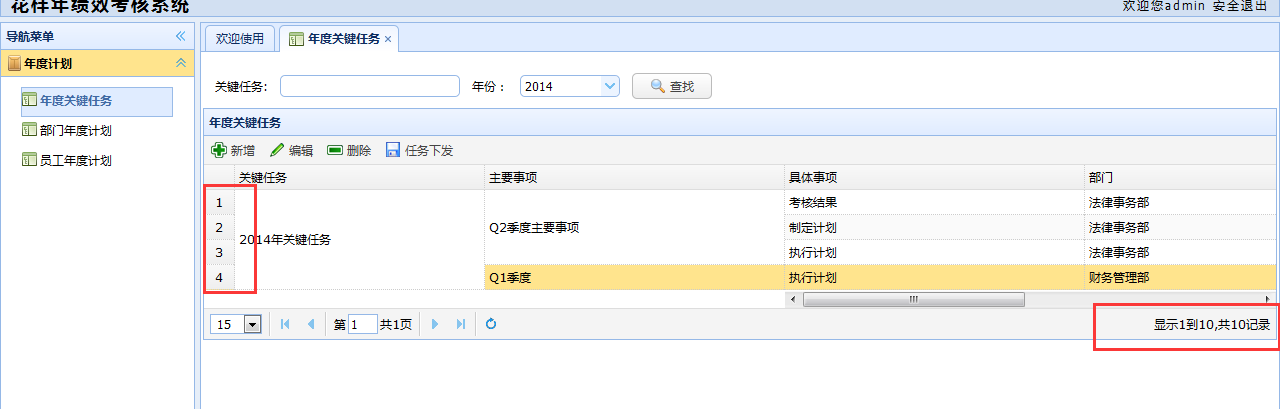 花样年绩效考核系统
欢迎您admin 安全退出
导航菜单
年度计划
年度关键任务
部门年度计划
员工年度计划
欢迎使用
年度关键任务
关键任务:
年份：
2014
查找
年度关键任务
新增 编辑 删除 任务下发
关键任务 主要事项 具体事项 部门
1 考核结果 法律事务部
2 2014年关键任务 Q2季度主要事项 制定计划 法律事务部
3 执行计划 法律事务部
4 Q1季度 执行计划 财务管理部
15 第 1 共1页 显示1到10,共10记录